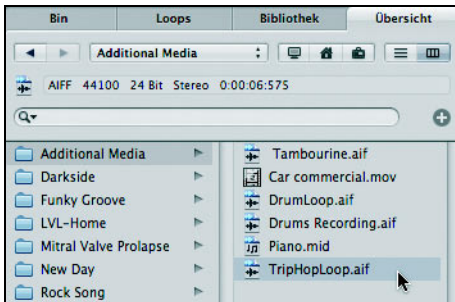 Bin Loops Bibliothek Übersicht
Additional Media
AIFF 44100 24 Bit Stereo 0:00:06:575
Additional Media
Darkside
Funky Groove
LVL-Home
Mitral Valve Prolapse
New Day
Rock Song
Tambourine.aif
Car commercial.mov
DrumLoop.aif
Drums Recording.aif
Piano.mid
TripHopLoop.aif